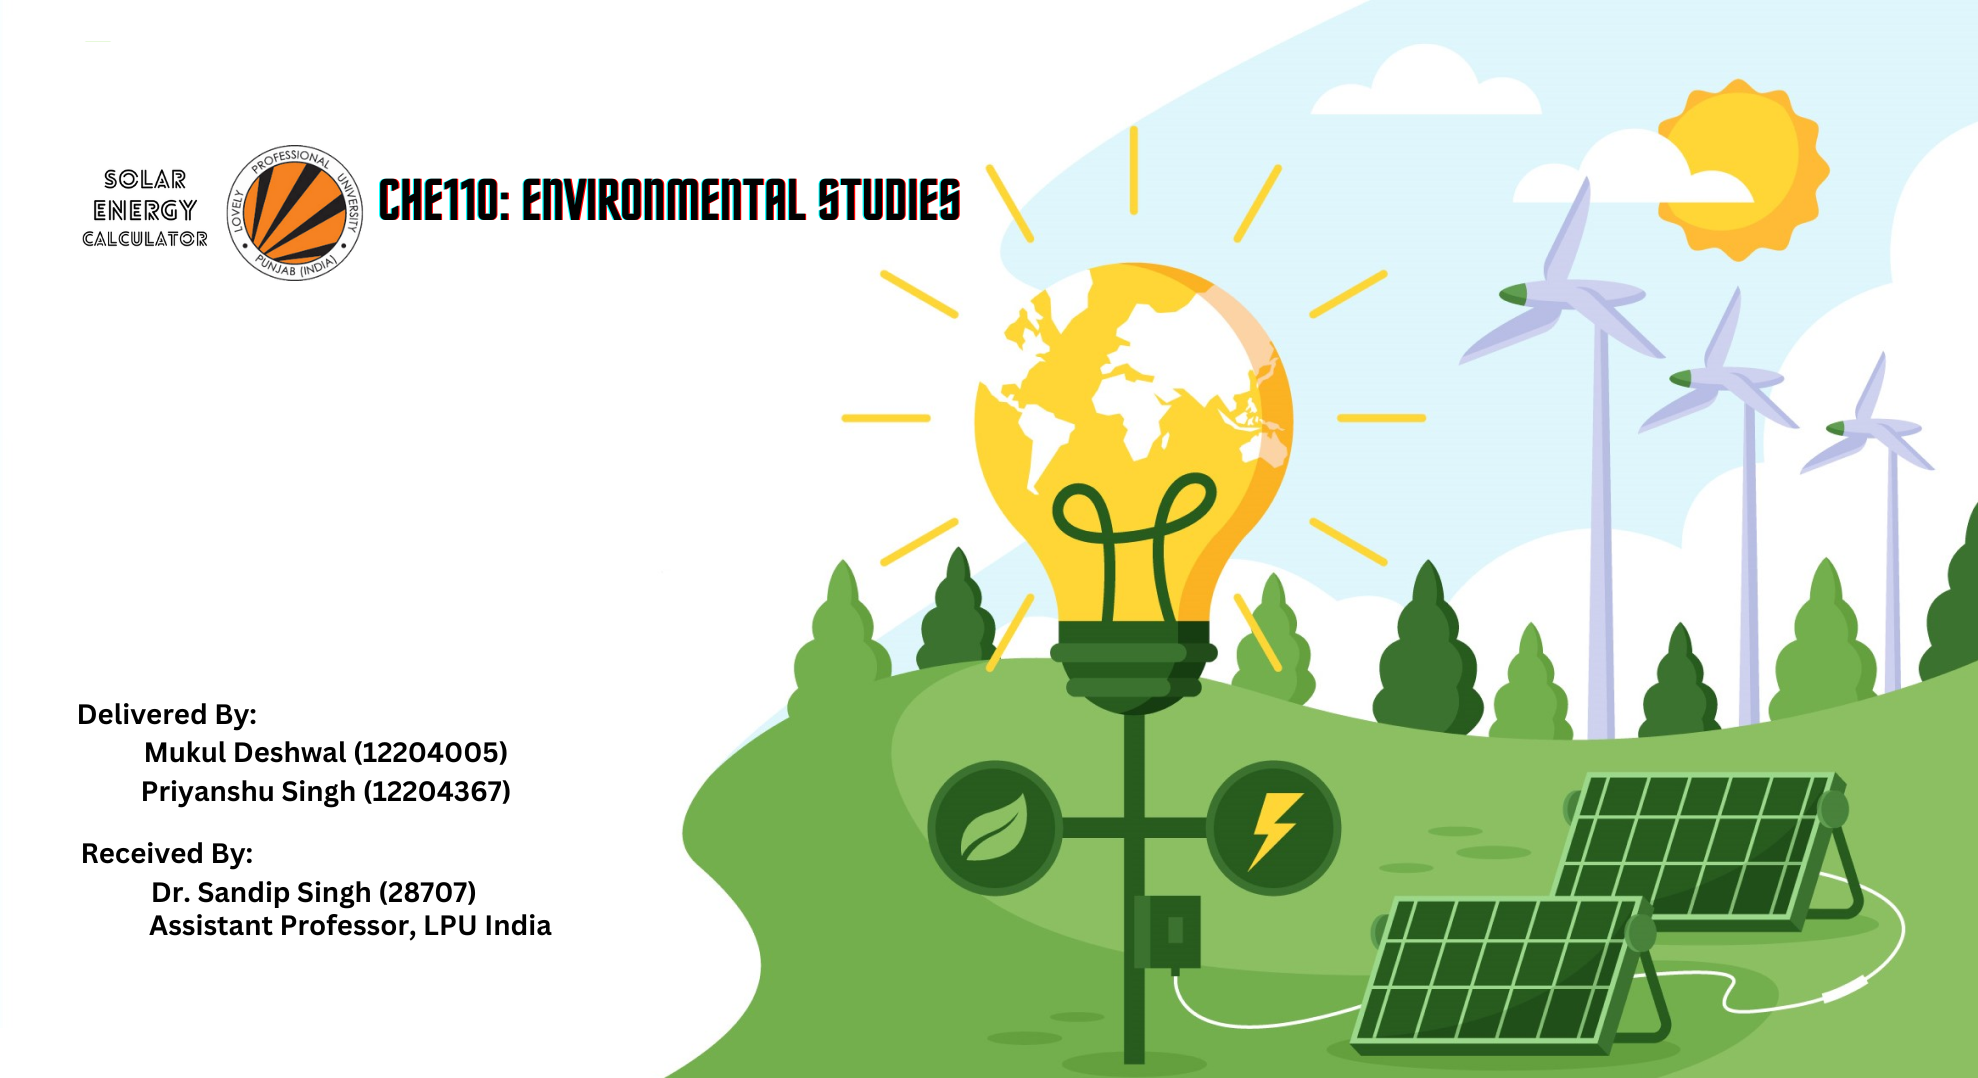 SOLAR
ENERGY
CALCULATOR
LOVELY PROFESSIONAL UNIVERSITY
PUNJAB (INDIA)
CHE110: ENVIRONMENTAL STUDIES
Delivered By:
Mukul Deshwal (12204005)
Priyanshu Singh (12204367)
Received By:
Dr. Sandip Singh (28707)
Assistant Professor, LPU India